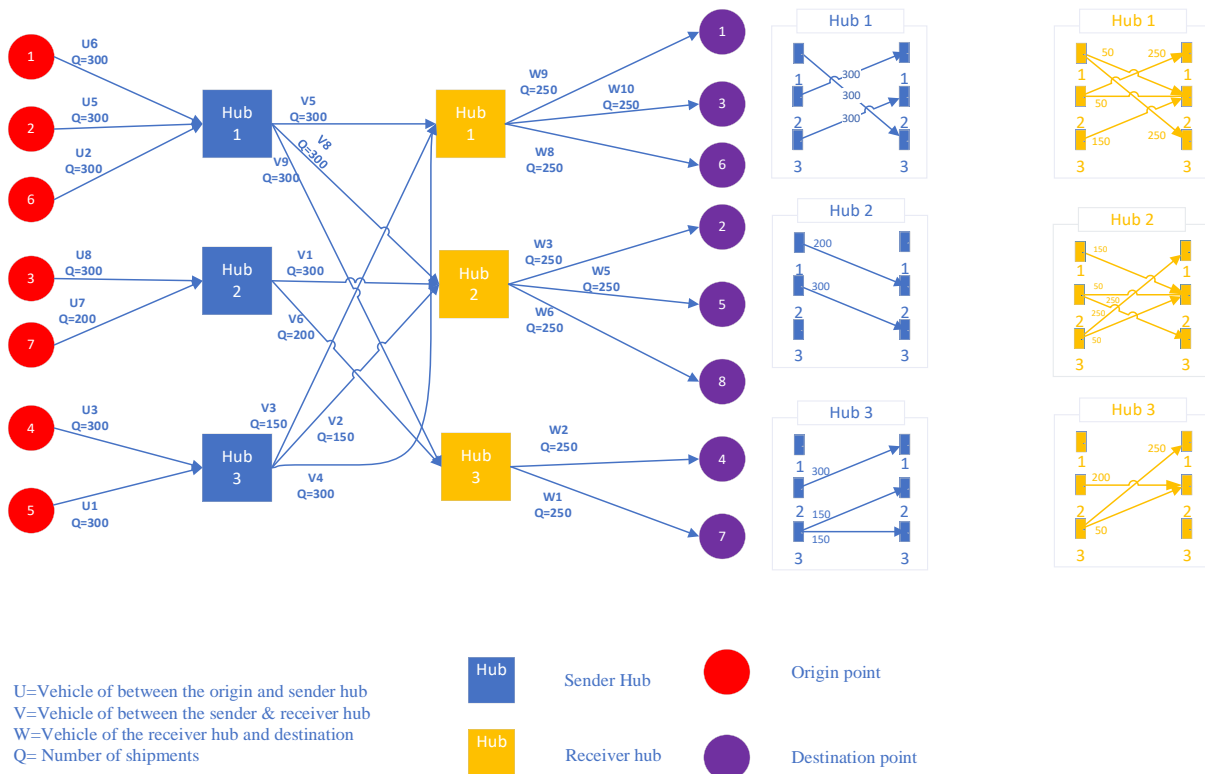 1
U6
Q=300
2
U5
Q=300
6
U2
Q=300
3
U8
Q=300
7
U7
Q=200
4
U3
Q=300
5
U1
Q=300
Hub
1
Hub
2
Hub
3
V5
Q=300
V8
Q=300
V9
Q=300
V1
Q=300
V6
Q=200
V3
Q=150
V2
Q=150
V4
Q=300
Hub
1
Hub
2
Hub
3
W9
Q=250
W10
Q=250
W8
Q=250
W3
Q=250
W5
Q=250
W6
Q=250
W2
Q=250
W1
Q=250
1
3
6
2
5
8
4
7
Hub 1
300
300
300
1 1
2 2
3 3
Hub 2
200
300
1 1
2 2
3 3
Hub 3
300
150
150
1 1
2 2
3 3
Hub 1
50 250
50
150 250
1 1
2 2
3 3
Hub 2
150
50
250
250
50
1 1
2 2
3 3
Hub 3
250
200
50
1 1
2 2
3 3
U=Vehicle of between the origin and sender hub
V=Vehicle of between the sender & receiver hub
W=Vehicle of the receiver hub and destination
Q= Number of shipments
Hub
Sender Hub
Origin point
Hub
Receiver hub
Destination point